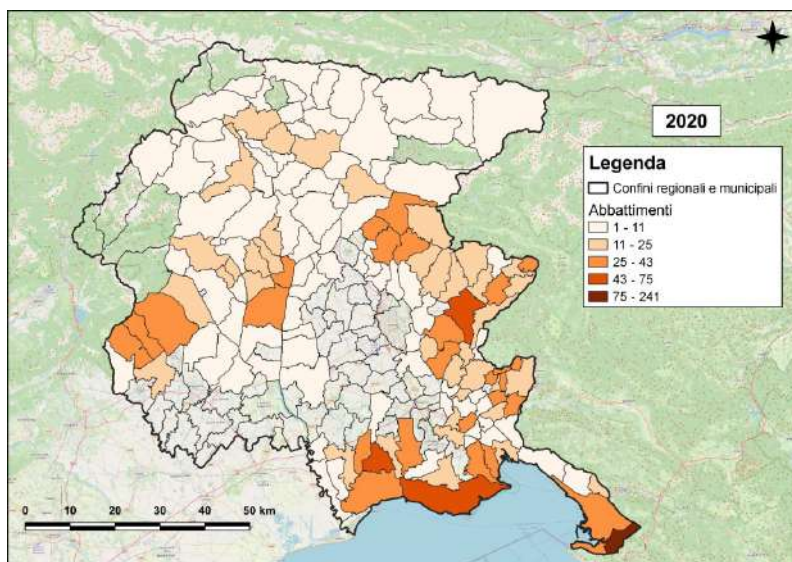 2020
Legenda
Confini regionali e municipali
Abbattimenti
1 - 11
11 - 25
25 - 43
43 - 75
75 - 241
0 10 20 30 40 50 km